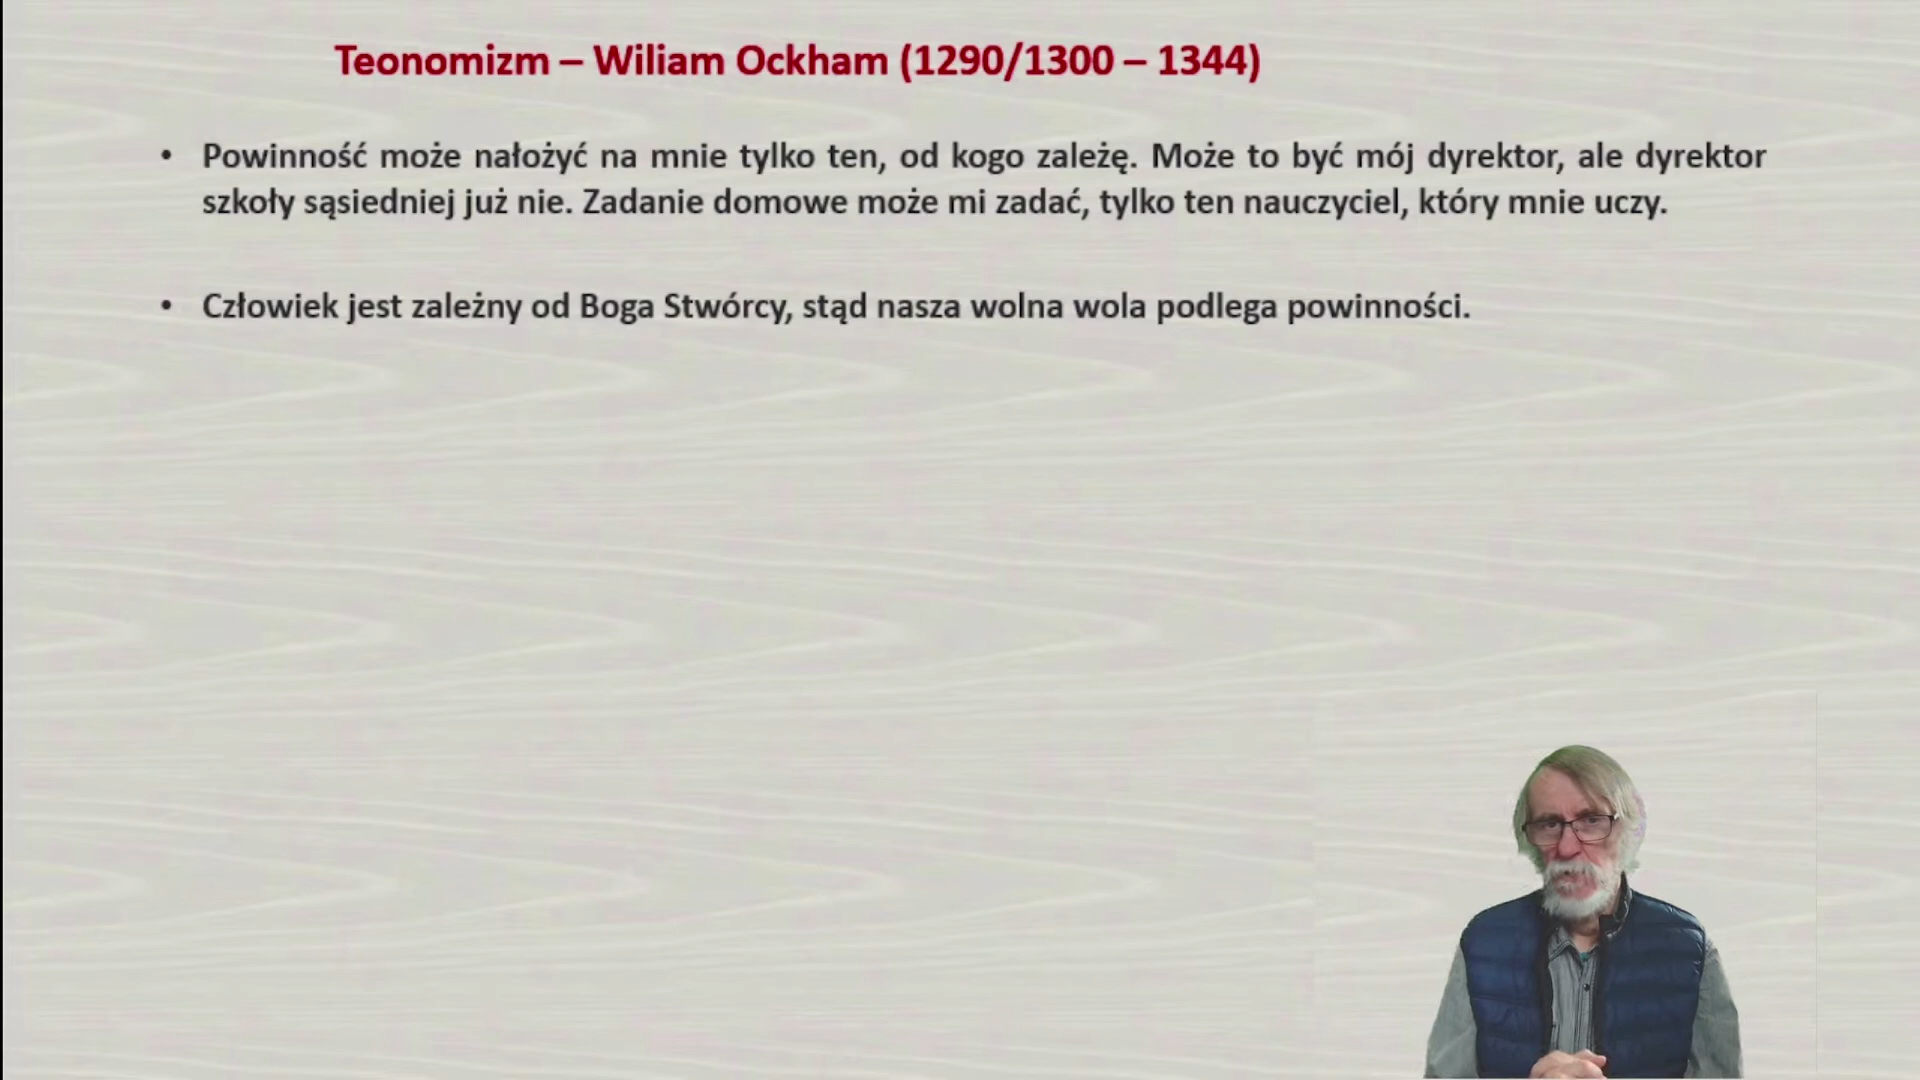 Teonomizm – Wiliam Ockham (1290/1300 – 1344)
• Powinność może nałożyć na mnie tylko ten, od kogo zależę. Może to być mój dyrektor, ale dyrektor
szkoły sąsiedniej już nie. Zadanie domowe może mi zadać, tylko ten nauczyciel, który mnie uczy.
• Człowiek jest zależny od Boga Stwórcy, stąd nasza wolna wola podlega powinności.